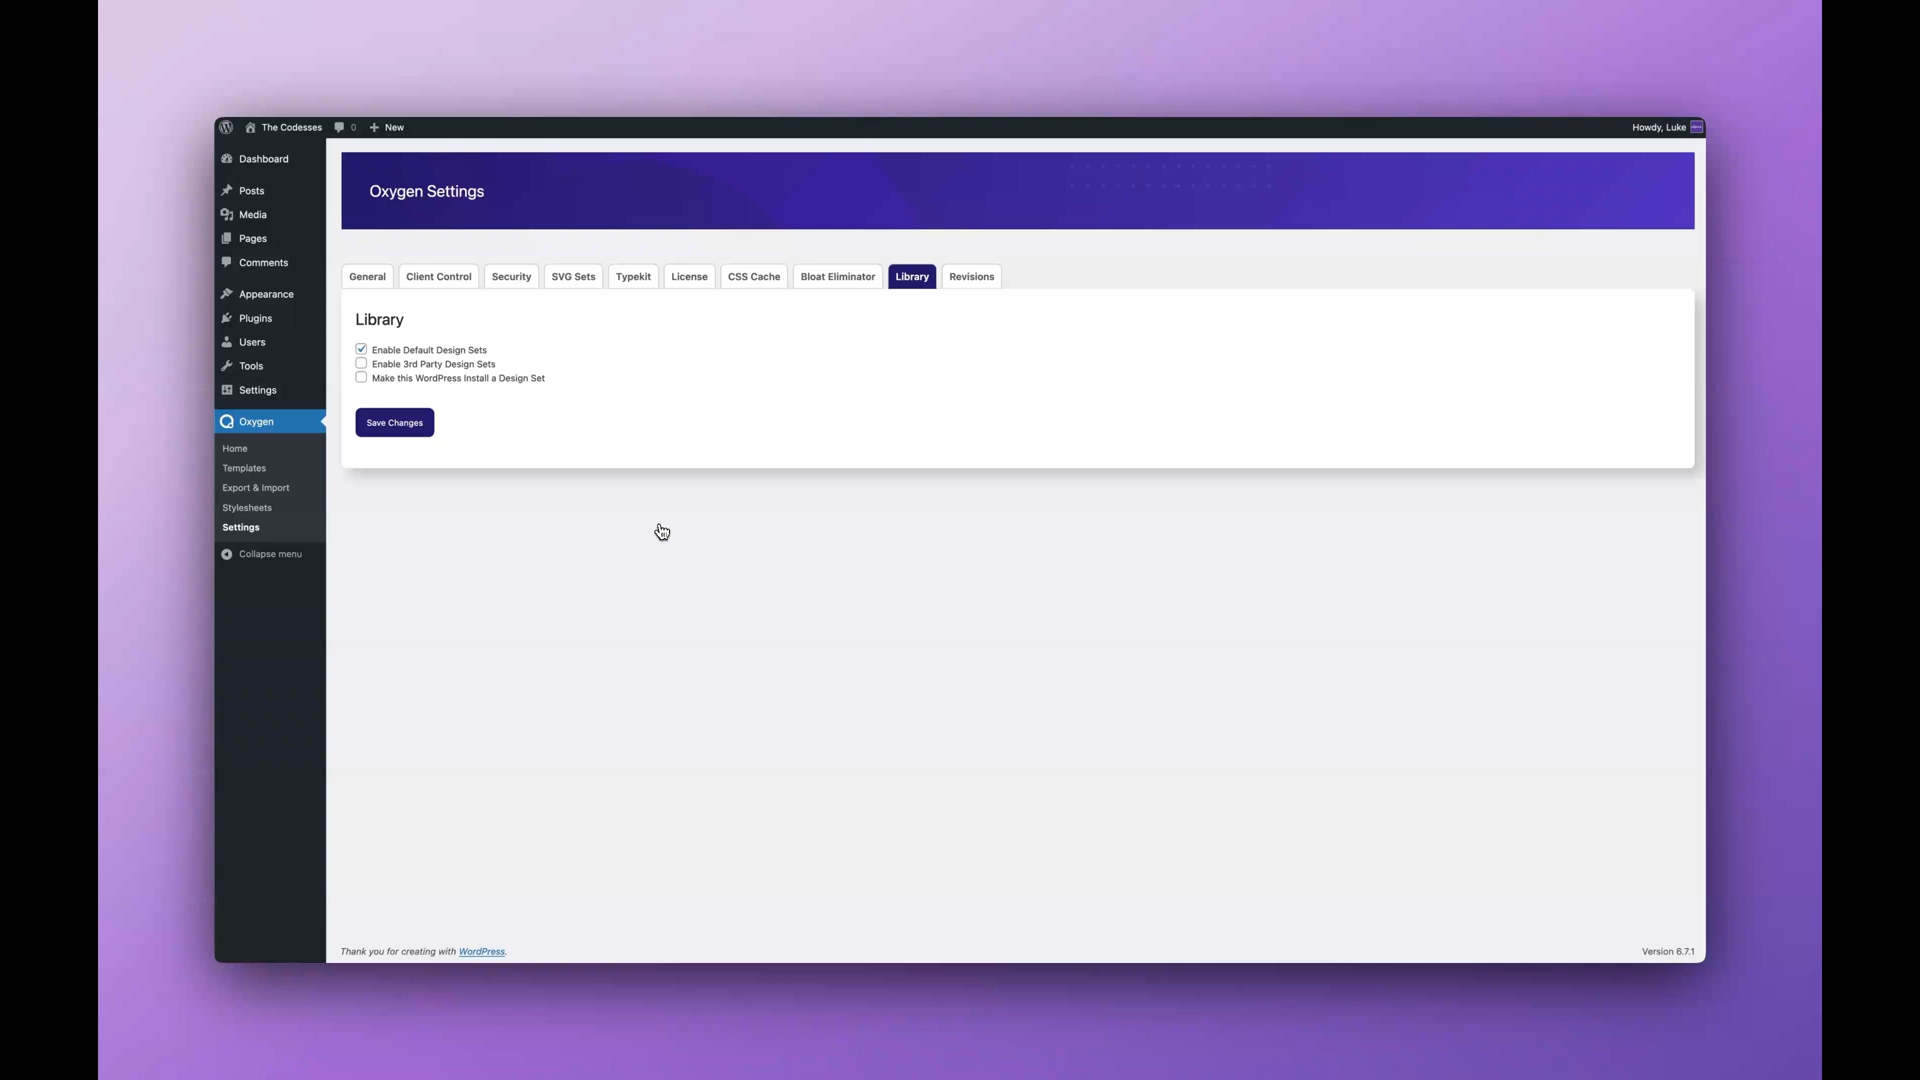 The Codesses 0 New Howdy, Luke
Dashboard
Posts
Media
Pages
Comments
Appearance
Plugins
Users
Tools
Settings
Oxygen
Home
Templates
Export & Import
Stylesheets
Settings
Collapse menu
Oxygen Settings
General Client Control Security SVG Sets Typekit License CSS Cache Bloat Eliminator Library Revisions
Library
Enable Default Design Sets
Enable 3rd Party Design Sets
Make this WordPress Install a Design Set
Save Changes
Thank you for creating with WordPress. Version 6.7.1